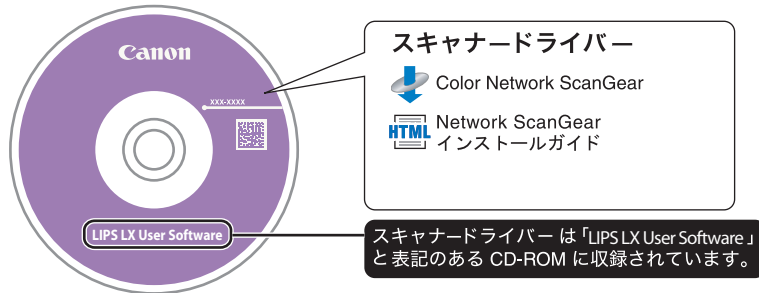 Canon
XXX-XXXX
LIPS LX User Software
スキャナードライバー
Color Network ScanGear
HTML
Network ScanGear
インストールガイド
スキャナードライバー は「LIPS LX User Software」
と表記のある CD-ROM に収録されています。